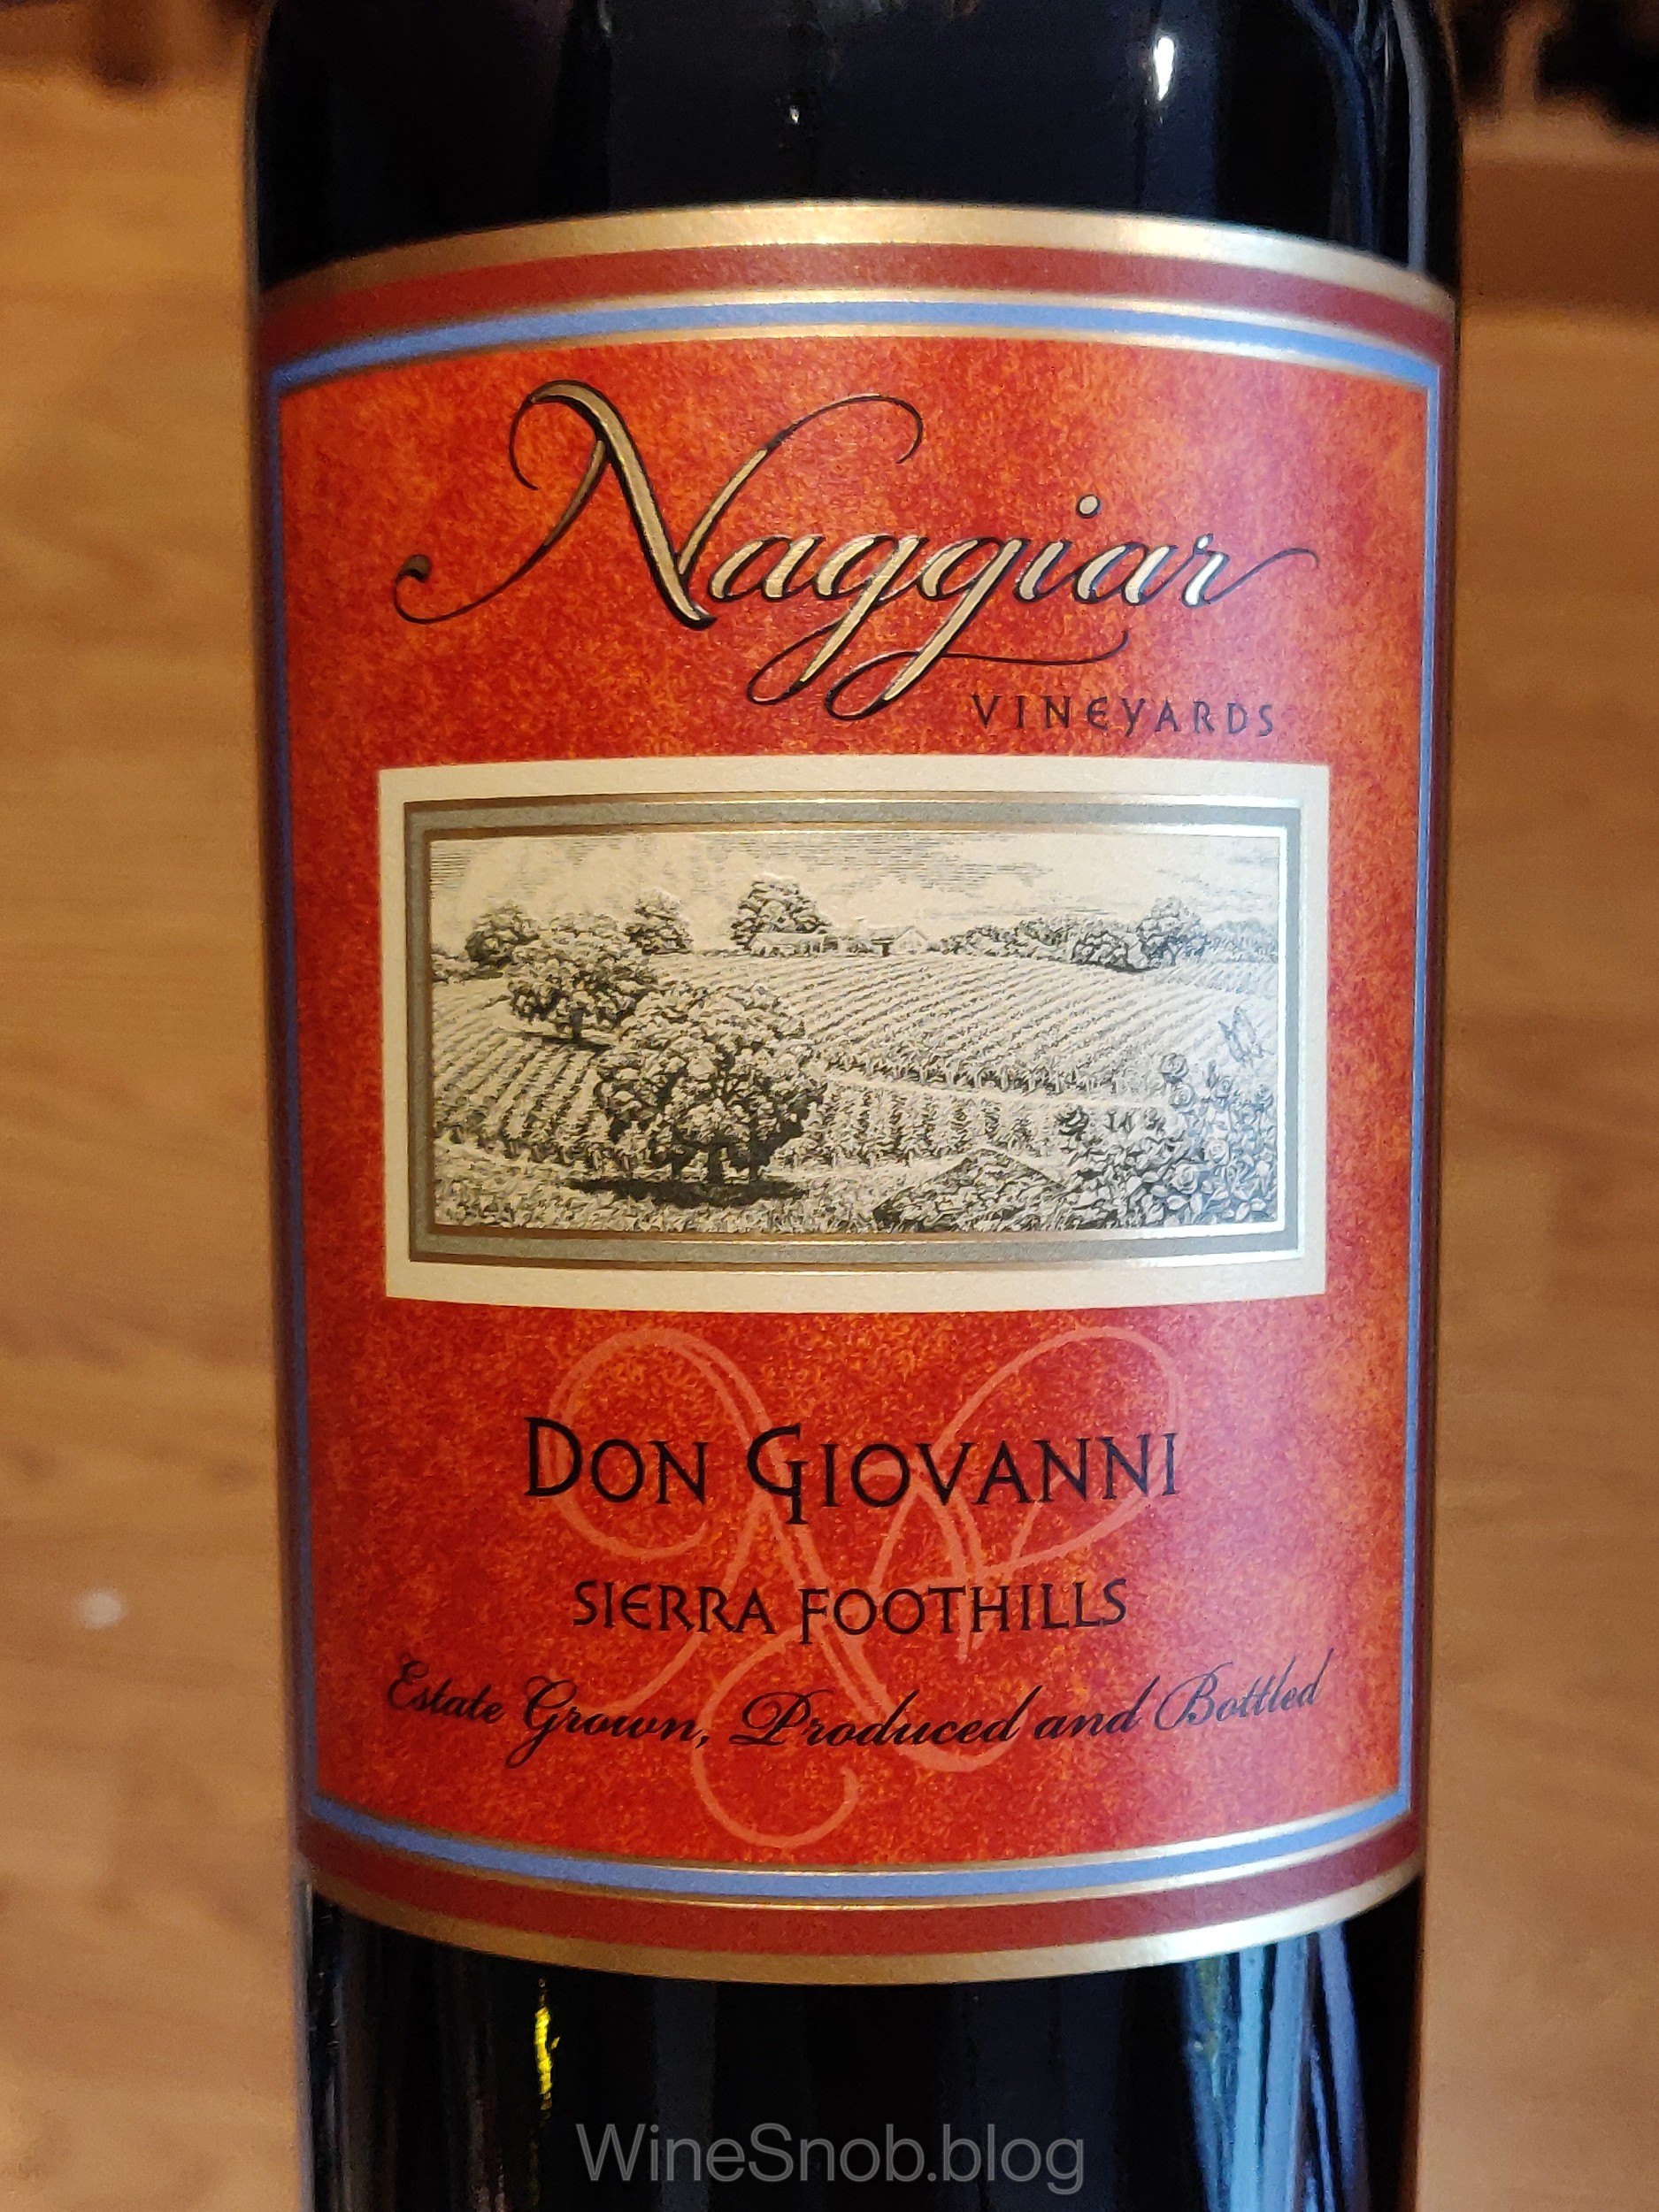 Naggiar
VINEYARDS
DON GIOVANNI
SIERRA FOOTHILLS
Estate Grown, Produced and Bottled
WineSnob.blog